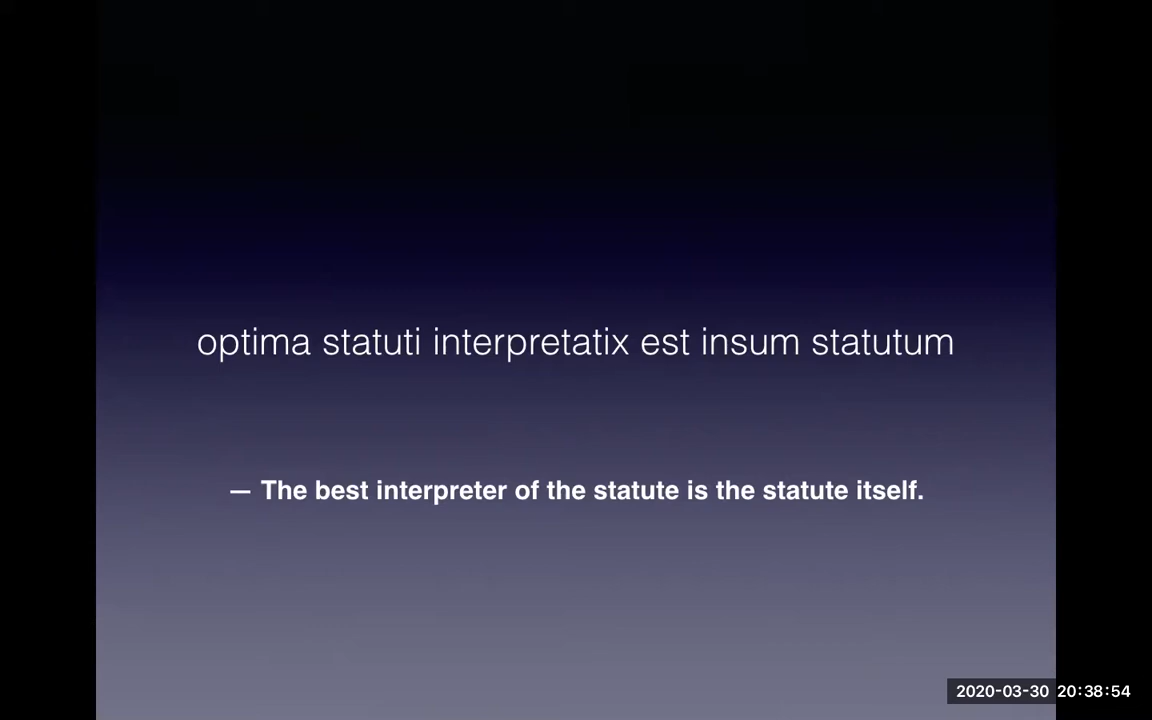 optima statuti interpretatix est insum statutum
— The best interpreter of the statute is the statute itself.
2020-03-30 20:38:54